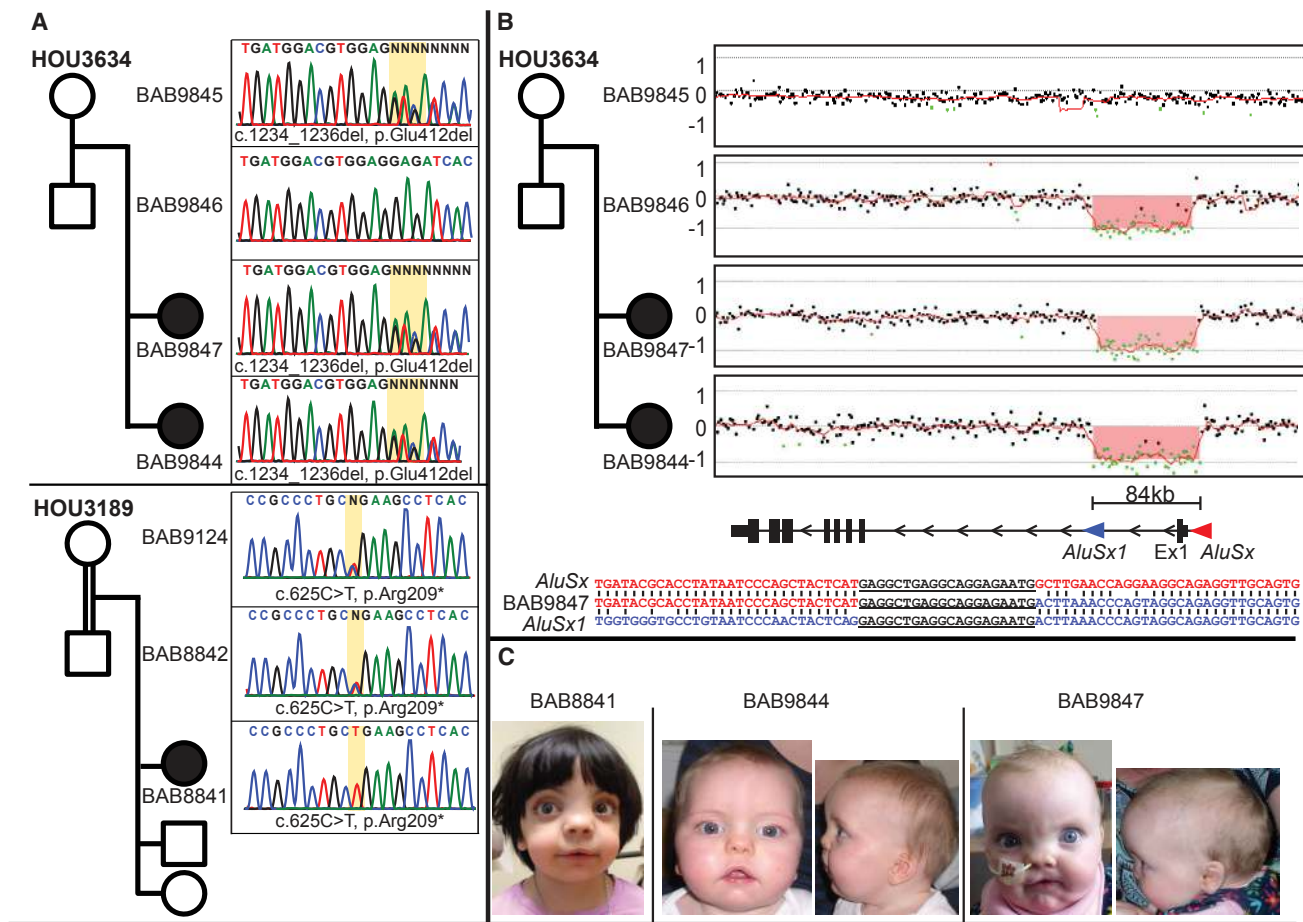 A
HOU3634
BAB9845
TGATGGACGTGGAGNNNNNNNN
c.1234_1236del, p.Glu412del
BAB9846
TGATGGACGTGGAGGAGATCAC
BAB9847
TGATGGACGTGGAGNNNNNNNN
c.1234_1236del, p.Glu412del
BAB9844
TGATGGACGTGGAGNNNNNNN
c.1234_1236del, p.Glu412del
HOU3189
BAB9124
CCGCCCTGCNGAAGCCTCAC
c.625C>T, p.Arg209*
BAB8842
CCGCCCTGCNGAAGCCTCAC
c.625C>T, p.Arg209*
BAB8841
CCGCCCTGCTGAAGCCTCAC
c.625C>T, p.Arg209*
B
HOU3634
BAB9845
1
0
-1
BAB9846
1
0
-1
BAB9847
1
0
-1
BAB9844
1
0
-1
84kb
AluSx1 Ex1 AluSx
AluSx TGATACGCACCTATAATCCCAGCTACTCATGAGGCTGAGGCAGGAGAATGGCTTGAACCAGGAAGGCAGAGGTTGCAGTG
BAB9847 TGATACGCACCTATAATCCCAGCTACTCATGAGGCTGAGGCAGGAGAATGACTTAAACCCAGTAGGCAGAGGTTGCAGTG
AluSx1 TGGTGGGTGCCTGTAATCCCAACTACTCAGGAGGCTGAGGCAGGAGAATGACTTAAACCCAGTAGGCAGAGGTTGCAGTG
C
BAB8841
BAB9844
BAB9847